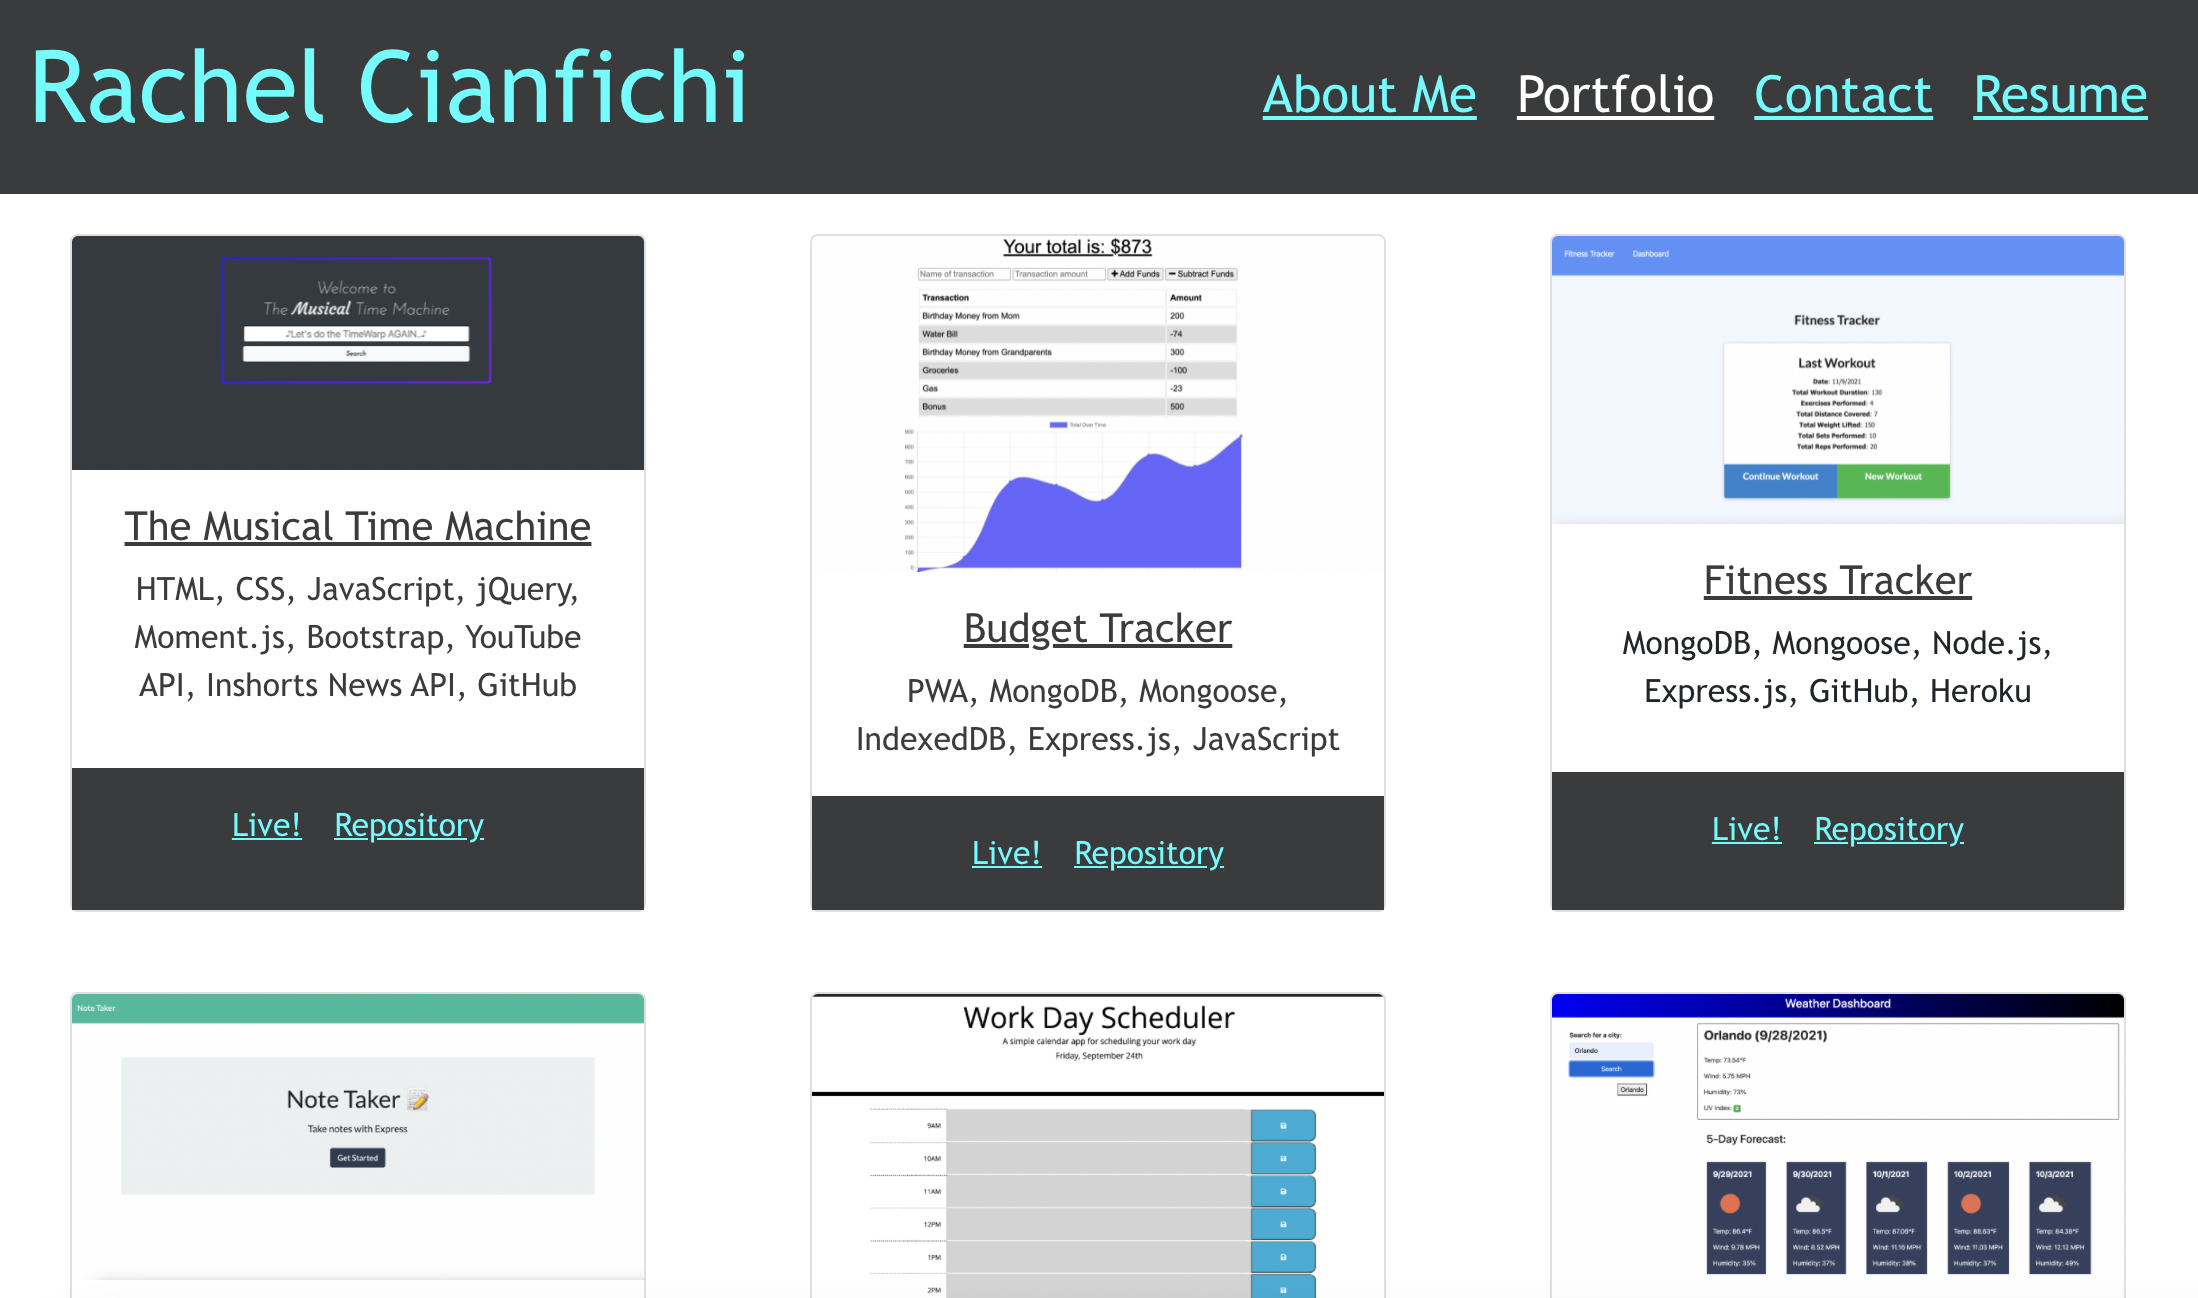 Rachel Cianfichi
About Me Portfolio Contact Resume
Welcome to
The Musical Time Machine
♪Let's do the TimeWarp AGAIN...♪
Search
The Musical Time Machine
HTML, CSS, JavaScript, jQuery,
Moment.js, Bootstrap, YouTube
API, Inshorts News API, GitHub
Live! Repository
Your total is: $873
Name of transaction Transaction amount + Add Funds − Subtract Funds
Transaction Amount
Birthday Money from Mom 200
Water Bill -74
Birthday Money from Grandparents 300
Groceries -100
Gas -23
Bonus 500
Total Over Time
900
800
700
600
500
400
300
200
100
0
Budget Tracker
PWA, MongoDB, Mongoose,
IndexedDB, Express.js, JavaScript
Live! Repository
Fitness Tracker Dashboard
Fitness Tracker
Last Workout
Date: 11/9/2021
Total Workout Duration: 130
Exercises Performed: 4
Total Distance Covered: 7
Total Weight Lifted: 150
Total Sets Performed: 10
Total Reps Performed: 20
Continue Workout New Workout
Fitness Tracker
MongoDB, Mongoose, Node.js,
Express.js, GitHub, Heroku
Live! Repository
Note Taker
Note Taker 📝
Take notes with Express
Get Started
Work Day Scheduler
A simple calendar app for scheduling your work day
Friday, September 24th
9AM
10AM
11AM
12PM
1PM
2PM
Weather Dashboard
Search for a city:
Orlando
Search
Orlando
Orlando (9/28/2021)
Temp: 73.54°F
Wind: 5.75 MPH
Humidity: 73%
UV Index:
5-Day Forecast:
9/29/2021 9/30/2021 10/1/2021 10/2/2021 10/3/2021
Temp: 86.4°F Temp: 86.5°F Temp: 87.06°F Temp: 88.63°F Temp: 84.38°F
Wind: 9.78 MPH Wind: 8.52 MPH Wind: 11.16 MPH Wind: 11.03 MPH Wind: 12.12 MPH
Humidity: 35% Humidity: 37% Humidity: 38% Humidity: 37% Humidity: 49%